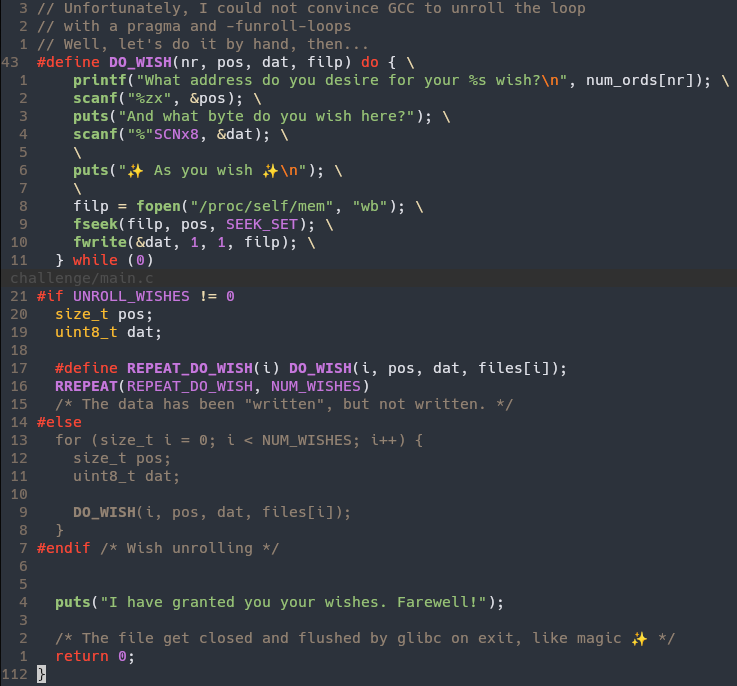 3 // Unfortunately, I could not convince GCC to unroll the loop
2 // with a pragma and -funroll-loops
1 // Well, let's do it by hand, then...
43 #define DO_WISH(nr, pos, dat, filp) do { \
1 printf("What address do you desire for your %s wish?\n", num_ords[nr]); \
2 scanf("%zx", &pos); \
3 puts("And what byte do you wish here?"); \
4 scanf("%"SCNx8, &dat); \
5 \
6 puts("✨ As you wish ✨\n"); \
7 \
8 filp = fopen("/proc/self/mem", "wb"); \
9 fseek(filp, pos, SEEK_SET); \
10 fwrite(&dat, 1, 1, filp); \
11 } while (0)
challenge/main.c
21 #if UNROLL_WISHES != 0
20 size_t pos;
19 uint8_t dat;
18
17 #define REPEAT_DO_WISH(i) DO_WISH(i, pos, dat, files[i]);
16 RREPEAT(REPEAT_DO_WISH, NUM_WISHES)
15 /* The data has been "written", but not written. */
14 #else
13 for (size_t i = 0; i < NUM_WISHES; i++) {
12 size_t pos;
11 uint8_t dat;
10
9 DO_WISH(i, pos, dat, files[i]);
8 }
7 #endif /* Wish unrolling */
6
5
4 puts("I have granted you your wishes. Farewell!");
3
2 /* The file get closed and flushed by glibc on exit, like magic ✨ */
1 return 0;
112 }